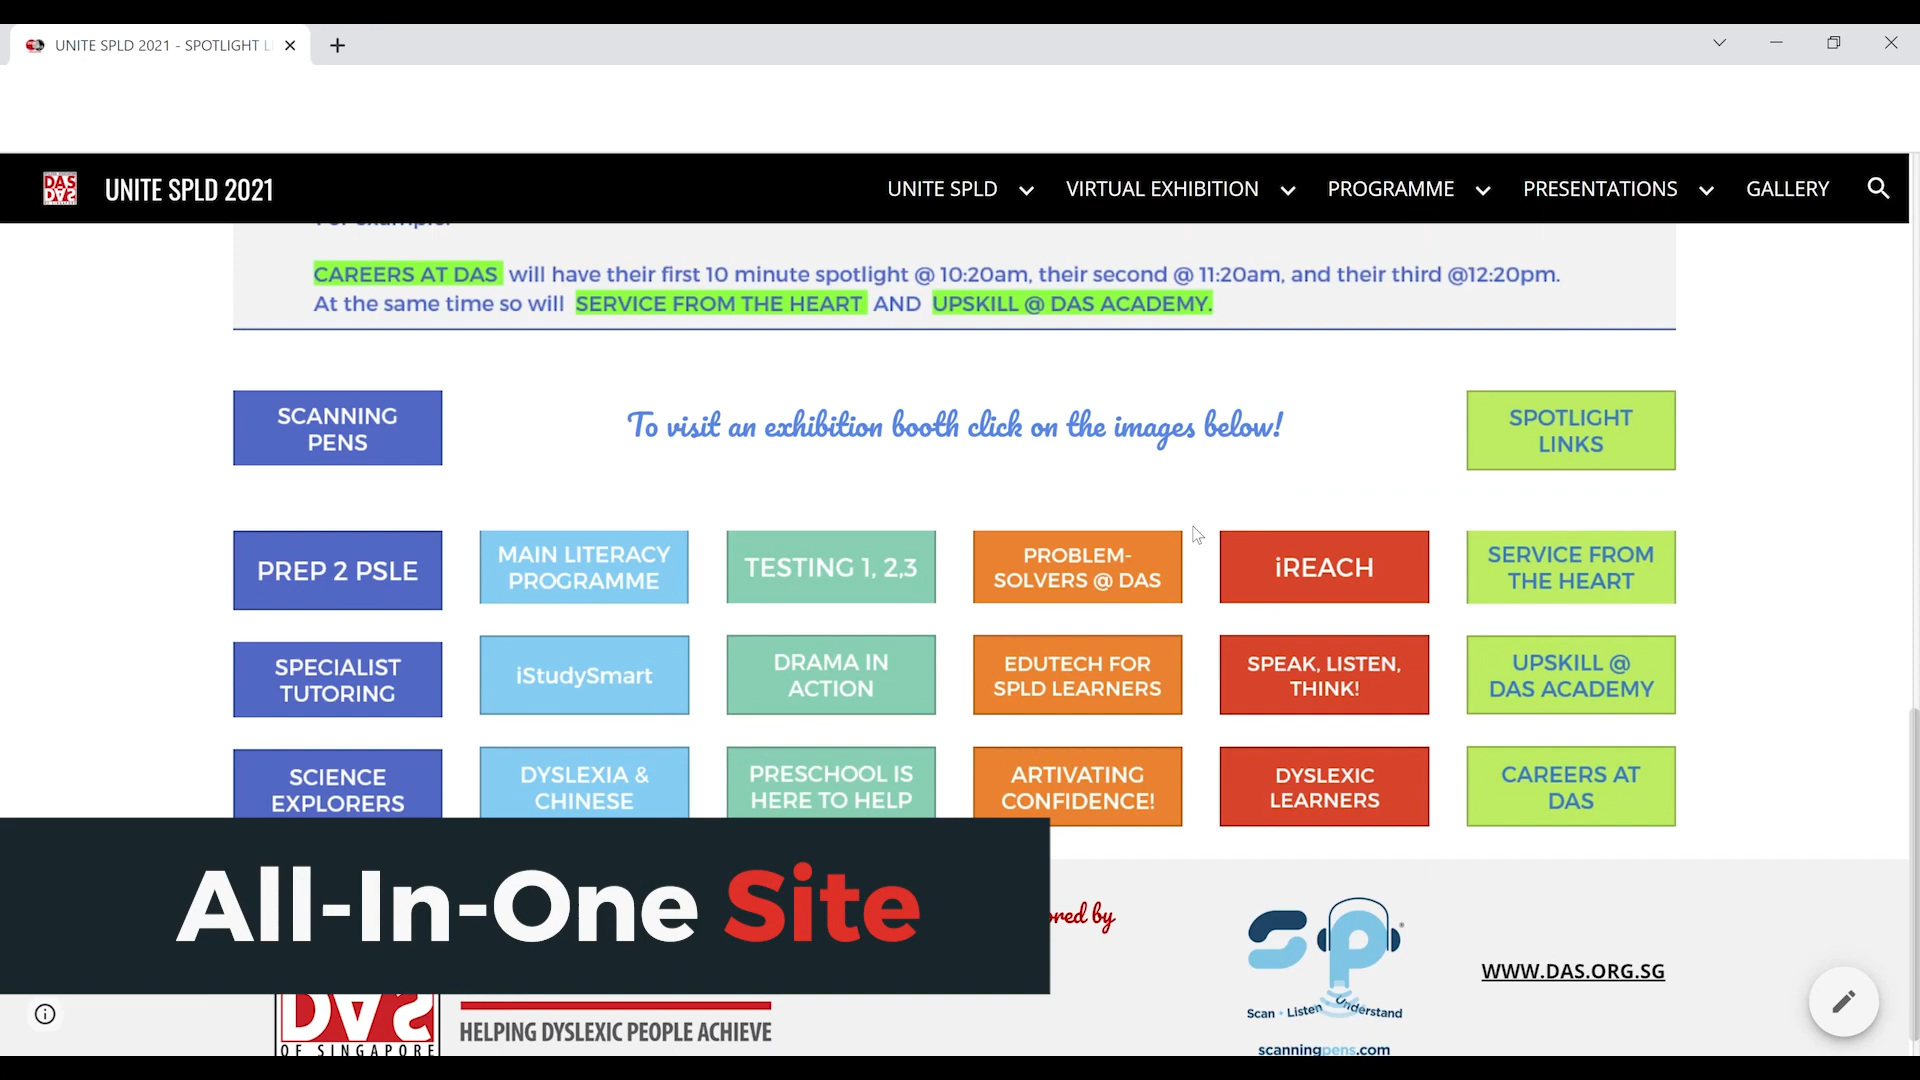 UNITE SPLD 2021 - SPOTLIGHT L
UNITE SPLD 2021
UNITE SPLD
VIRTUAL EXHIBITION
PROGRAMME
PRESENTATIONS
GALLERY
CAREERS AT DAS will have their first 10 minute spotlight @ 10:20am, their second @ 11:20am, and their third @12:20pm.
At the same time so will SERVICE FROM THE HEART AND UPSKILL @ DAS ACADEMY.
SCANNING
PENS
To visit an exhibition booth click on the images below!
SPOTLIGHT
LINKS
PREP 2 PSLE
MAIN LITERACY
PROGRAMME
TESTING 1, 2,3
PROBLEM-
SOLVERS @ DAS
iREACH
SERVICE FROM
THE HEART
SPECIALIST
TUTORING
iStudySmart
DRAMA IN
ACTION
EDUTECH FOR
SPLD LEARNERS
SPEAK, LISTEN,
THINK!
UPSKILL @
DAS ACADEMY
SCIENCE
EXPLORERS
DYSLEXIA &
CHINESE
PRESCHOOL IS
HERE TO HELP
ARTIVATING
CONFIDENCE!
DYSLEXIC
LEARNERS
CAREERS AT
DAS
All-In-One Site
ored by
Sp
Scan • Listen Understand
scanningpens.com
WWW.DAS.ORG.SG
DAS
OF SINGAPORE
HELPING DYSLEXIC PEOPLE ACHIEVE